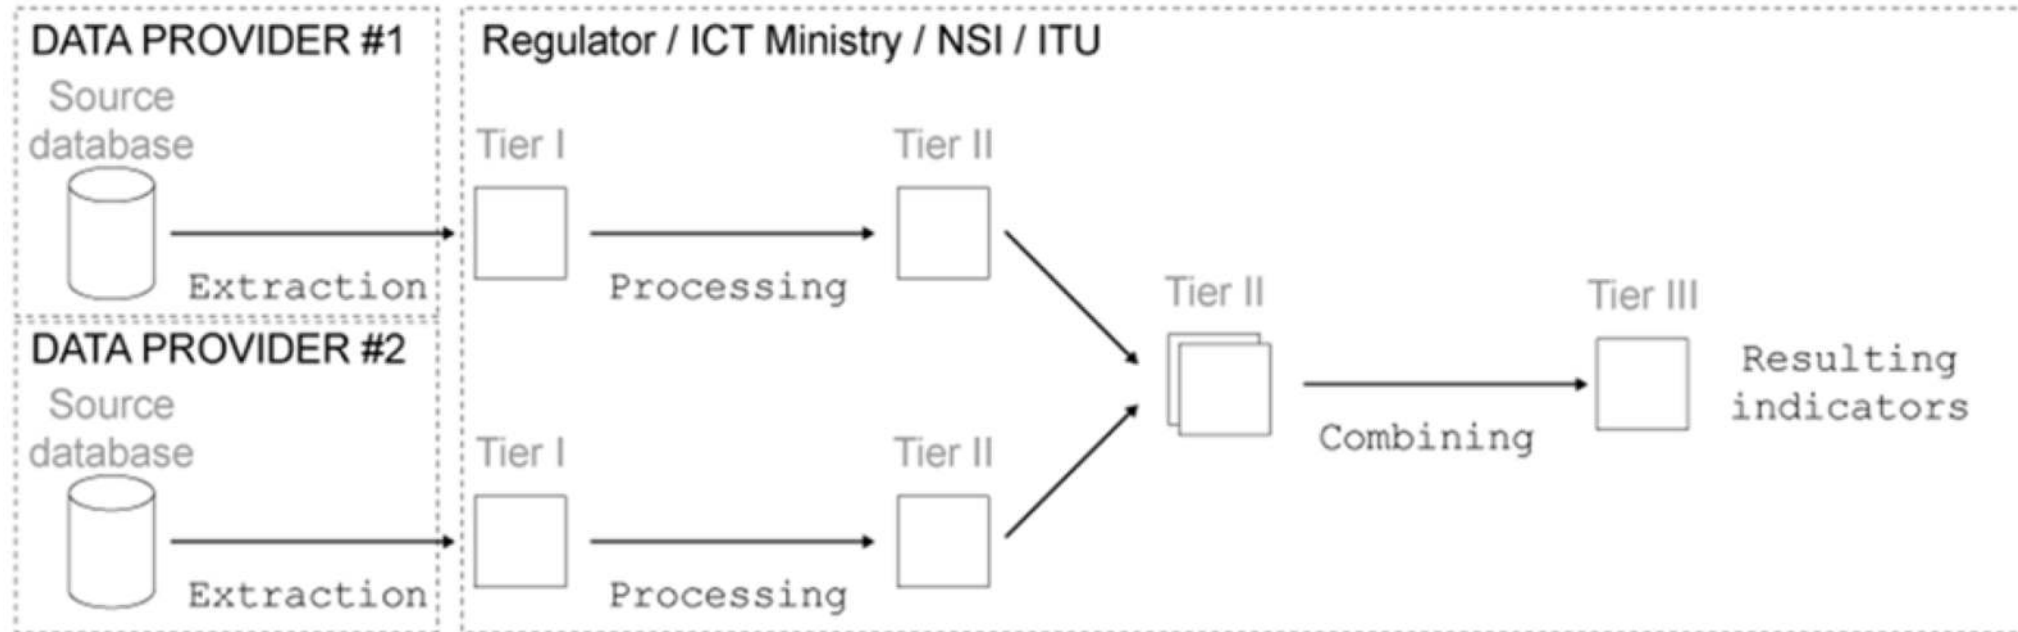 DATA PROVIDER #1
Source
database
Extraction
Regulator / ICT Ministry / NSI / ITU
Tier I
Processing
Tier II
DATA PROVIDER #2
Source
database
Extraction
Tier I
Processing
Tier II
Tier II
Combining
Tier III
Resulting
indicators